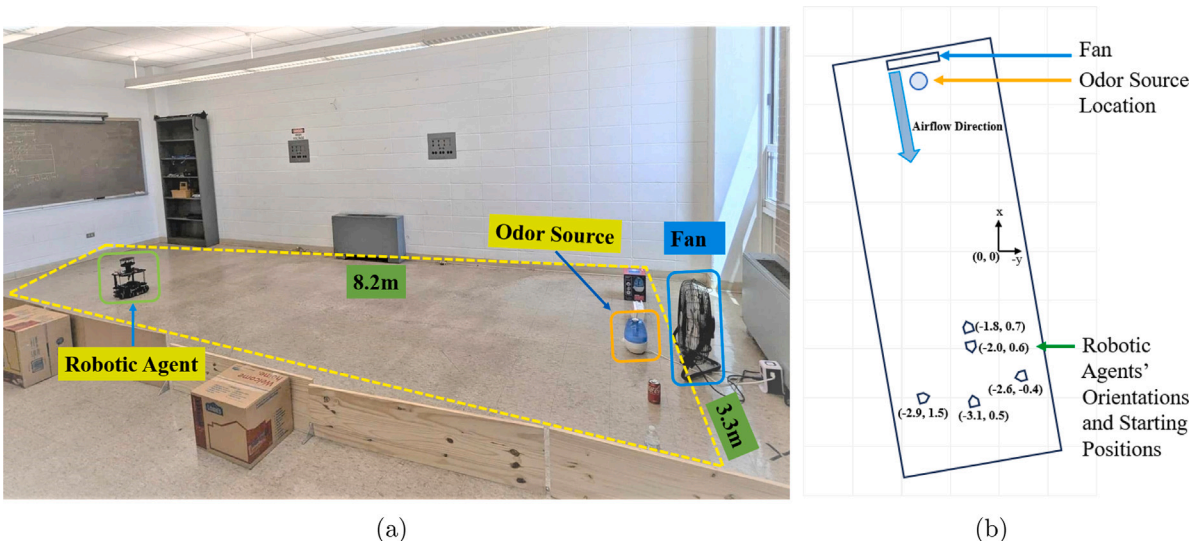 Odor Source
Fan
8.2m
Robotic Agent
3.3m
(a)
Fan
Odor Source
Location
Airflow Direction
x
(0, 0)
-y
(-1.8, 0.7)
(-2.0, 0.6)
(-2.6, -0.4)
(-2.9, 1.5)
(-3.1, 0.5)
Robotic
Agents’
Orientations
and Starting
Positions
(b)